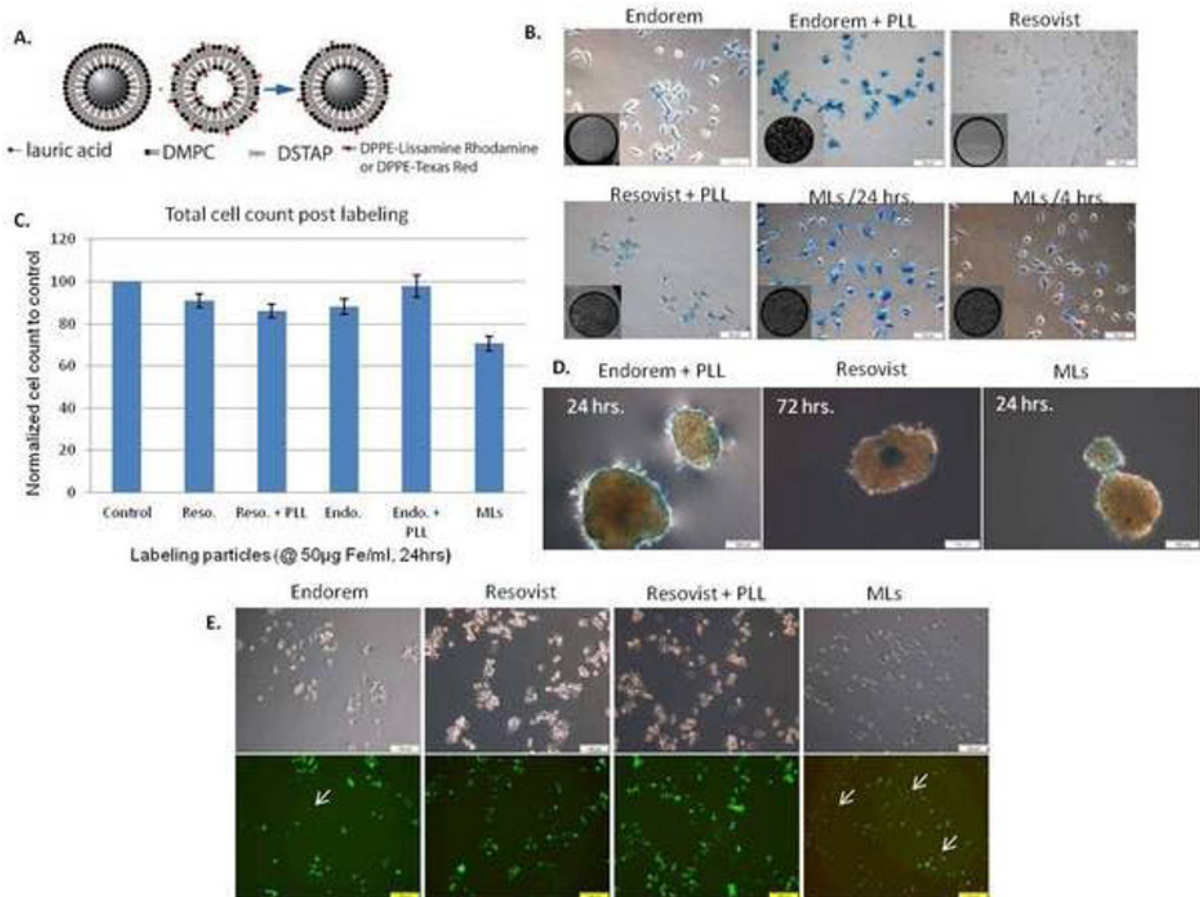 A.
lauric acid
DMPC
DSTAP
DPPE-Lissamine Rhodamine
or DPPE-Texas Red
B.
Endorem
Endorem + PLL
Resovist
Resovist + PLL
MLs /24 hrs.
MLs/4 hrs.
C.
Total cell count post labeling
Normalized cel count to control
120
100
80
60
40
20
0
Control
Reso.
Reso. + PLL
Endo.
Endo. +
PLL
MLs
Labeling particles (@ 50µg Fe/ml, 24hrs)
D.
Endorem + PLL
Resovist
MLs
24 hrs.
72 hrs.
24 hrs.
E.
Endorem
Resovist
Resovist + PLL
MLs